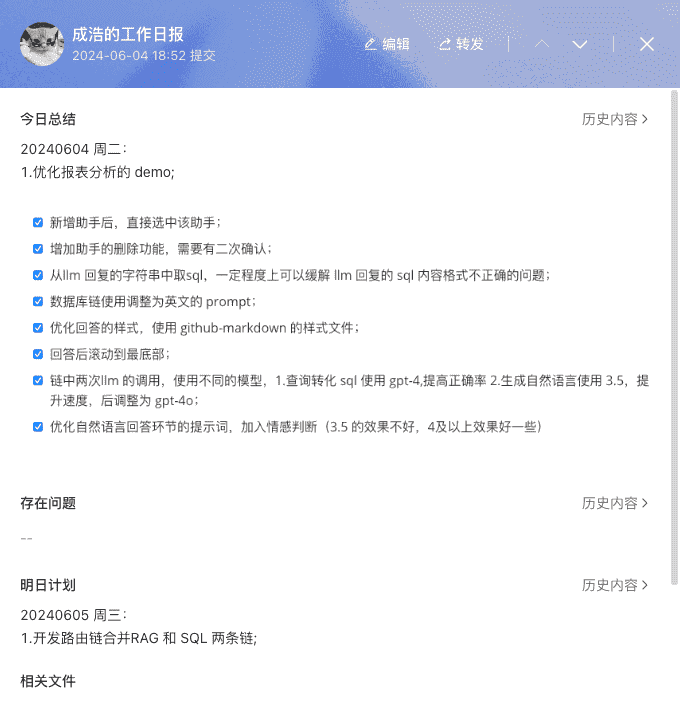 成浩的工作日报
2024-06-04 18:52 提交
编辑
转发
今日总结
历史内容
20240604 周二：
1.优化报表分析的 demo;
新增助手后，直接选中该助手；
增加助手的删除功能，需要有二次确认；
从llm 回复的字符串中取sql，一定程度上可以缓解 llm 回复的 sql 内容格式不正确的问题；
数据库链使用调整为英文的 prompt；
优化回答的样式，使用 github-markdown 的样式文件；
回答后滚动到最底部；
链中两次llm 的调用，使用不同的模型，1.查询转化 sql 使用 gpt-4,提高正确率 2.生成自然语言使用 3.5，提
升速度，后调整为 gpt-4o；
优化自然语言回答环节的提示词，加入情感判断（3.5 的效果不好，4及以上效果好一些）
存在问题
历史内容
--
明日计划
历史内容
20240605 周三：
1.开发路由链合并RAG 和 SQL 两条链;
相关文件